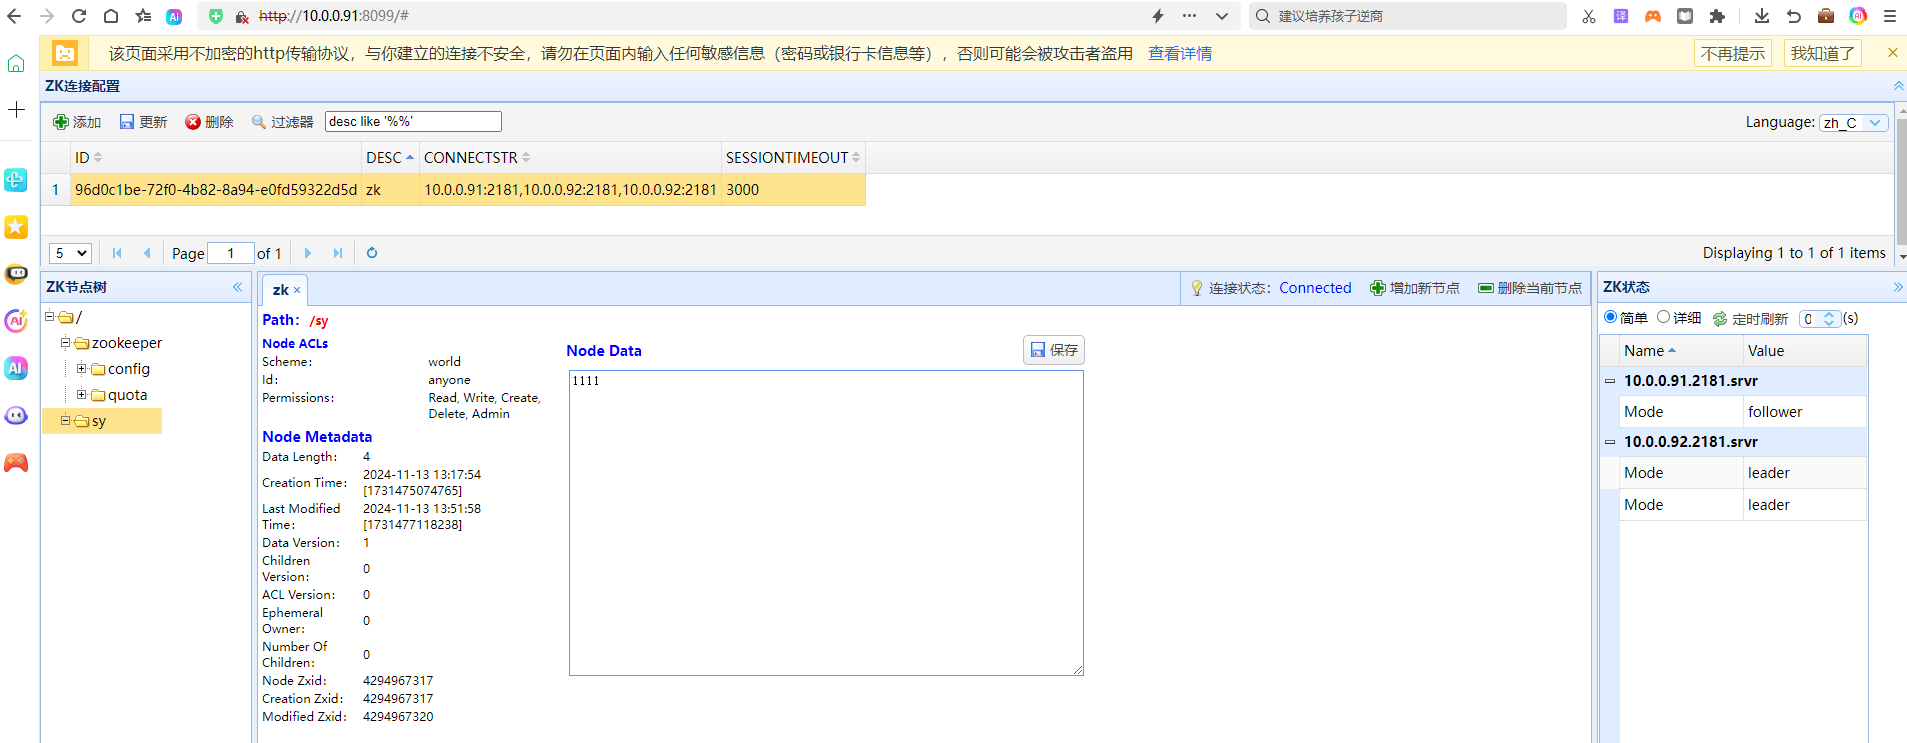 http://10.0.0.91:8099/#
建议培养孩子逆商
该页面采用不加密的http传输协议，与你建立的连接不安全，请勿在页面内输入任何敏感信息（密码或银行卡信息等），否则可能会被攻击者盗用 查看详情 不再提示 我知道了
ZK连接配置
添加 更新 删除 过滤器 desc like '%%' Language: zh_C
ID DESC CONNECTSTR SESSIONTIMEOUT
1 96d0c1be-72f0-4b82-8a94-e0fd59322d5d zk 10.0.0.91:2181,10.0.0.92:2181,10.0.0.92:2181 3000
5 Page 1 of 1 Displaying 1 to 1 of 1 items
ZK节点树
/
zookeeper
config
quota
sy
zk 连接状态： Connected 增加新节点 删除当前节点
Path： /sy
Node ACLs
Scheme： world
Id： anyone
Permissions： Read, Write, Create,
Delete, Admin
Node Metadata
Data Length： 4
Creation Time： 2024-11-13 13:17:54
[1731475074765]
Last Modified Time： 2024-11-13 13:51:58
[1731477118238]
Data Version： 1
Children Version： 0
ACL Version： 0
Ephemeral Owner： 0
Number Of Children： 0
Node Zxid： 4294967317
Creation Zxid： 4294967317
Modified Zxid： 4294967320
Node Data 保存
1111
ZK状态
简单 详细 定时刷新 0 (s)
Name Value
10.0.0.91.2181.srvr
Mode follower
10.0.0.92.2181.srvr
Mode leader
Mode leader